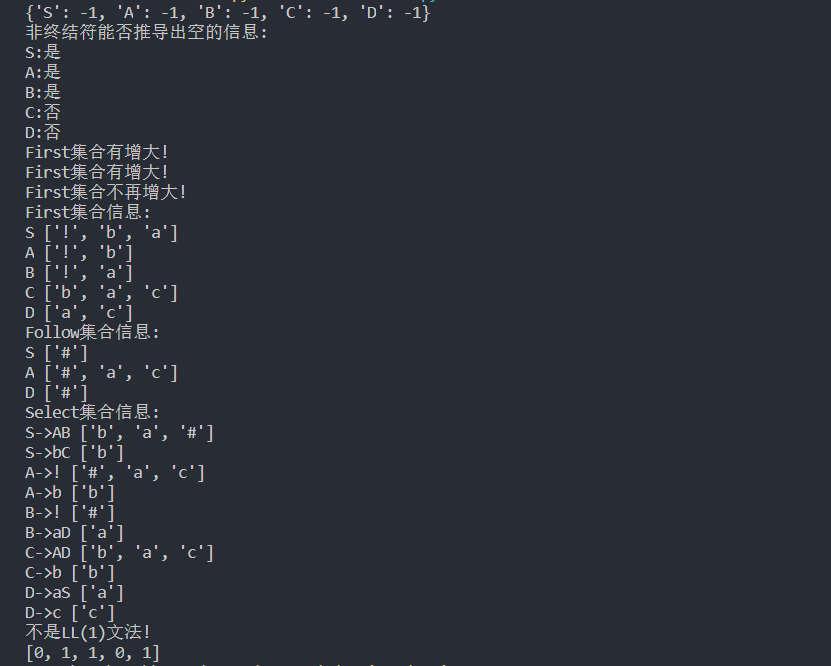 {'S': -1, 'A': -1, 'B': -1, 'C': -1, 'D': -1}
非终结符能否推导出空的信息:
S:是
A:是
B:是
C:否
D:否
First集合有增大!
First集合有增大!
First集合不再增大!
First集合信息:
S ['!', 'b', 'a']
A ['!', 'b']
B ['!', 'a']
C ['b', 'a', 'c']
D ['a', 'c']
Follow集合信息:
S ['#']
A ['#', 'a', 'c']
D ['#']
Select集合信息:
S->AB ['b', 'a', '#']
S->bC ['b']
A->! ['#', 'a', 'c']
A->b ['b']
B->! ['#']
B->aD ['a']
C->AD ['b', 'a', 'c']
C->b ['b']
D->aS ['a']
D->c ['c']
不是LL(1)文法!
[0, 1, 1, 0, 1]